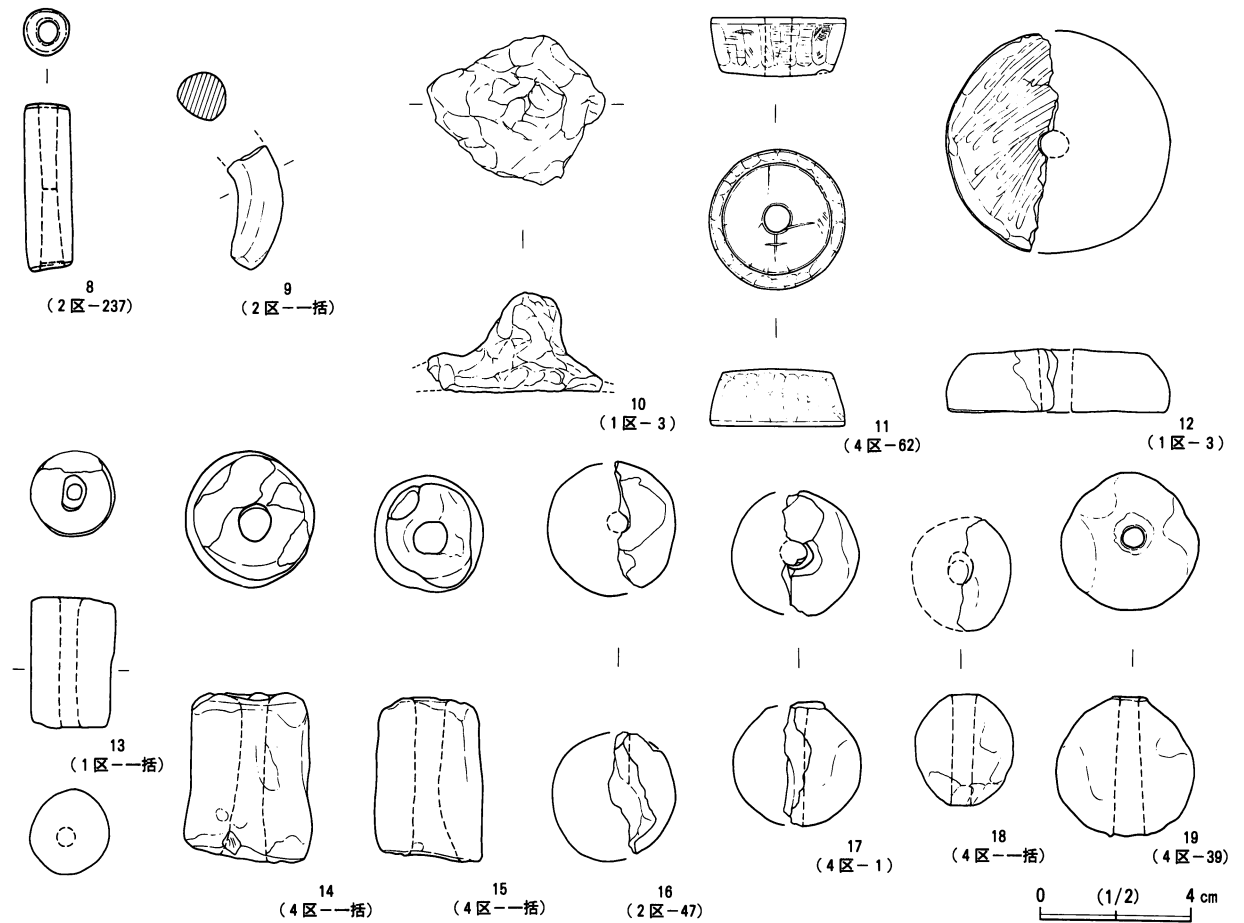 8
(2区-237)
9
(2区-一括)
10
(1区-3)
11
(4区-62)
12
(1区-3)
13
(1区-一括)
14
(4区-一括)
15
(4区-一括)
16
(2区-47)
17
(4区-1)
18
(4区-一括)
19
(4区-39)
0 (1/2) 4 cm